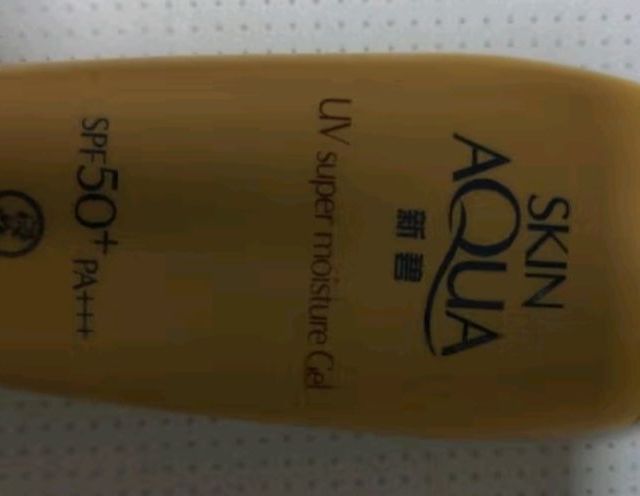 SKIN
AQUA
新碧
UV super moisture Gel
SPF50+ PA+++